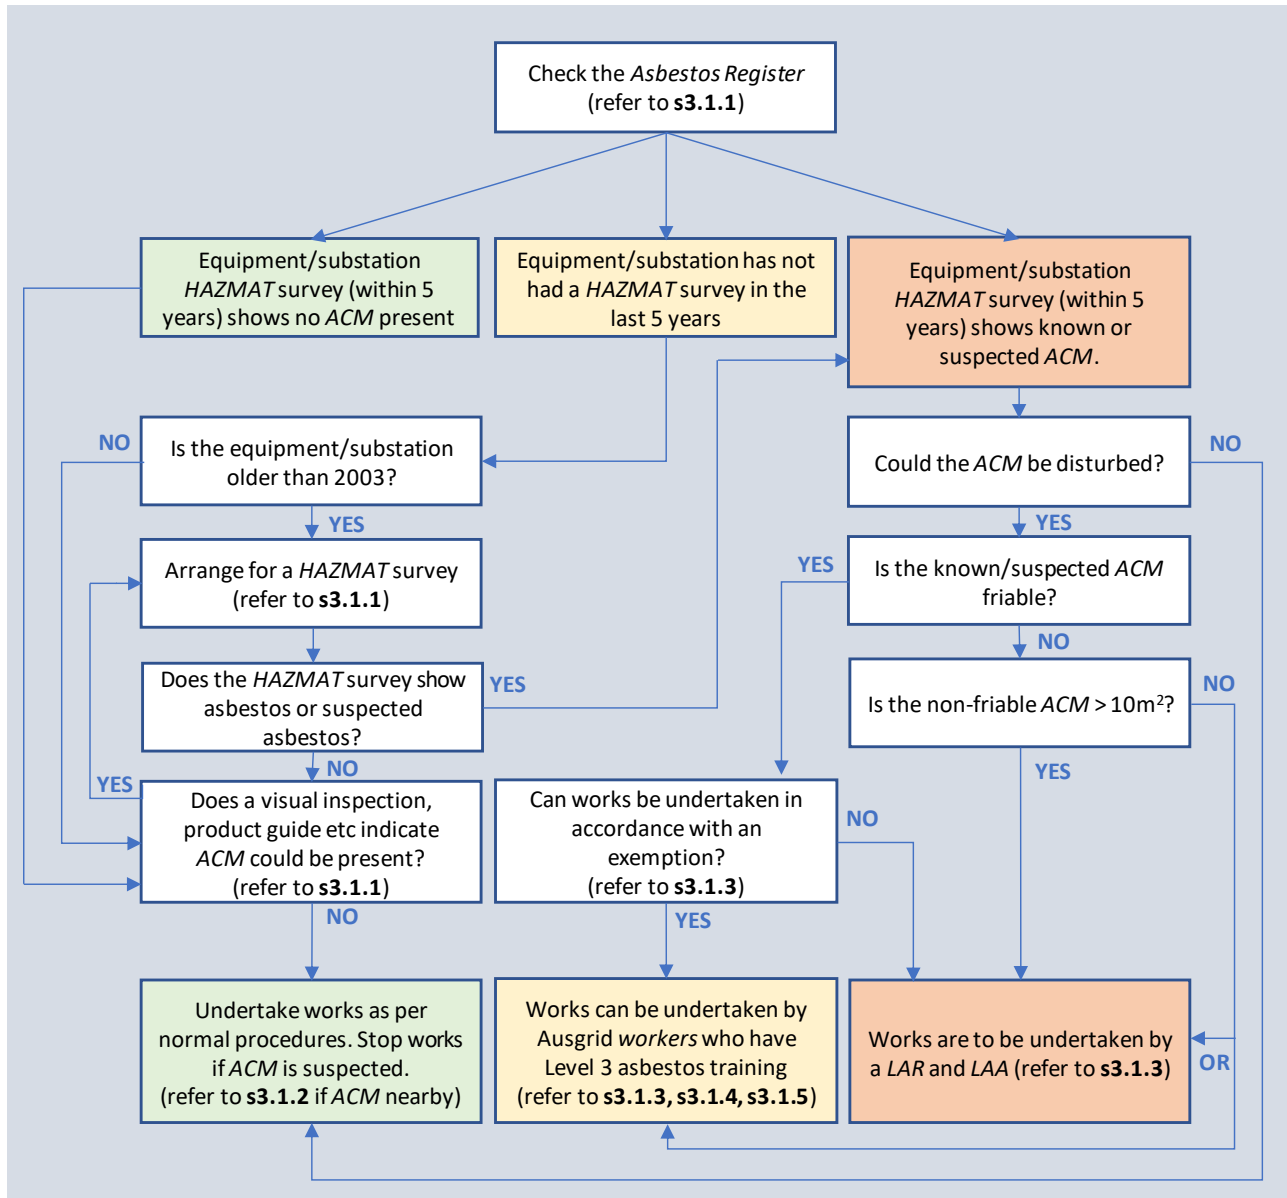 Check the Asbestos Register
(refer to s3.1.1)
Equipment/substation
HAZMAT survey (within 5
years) shows no ACM present
Equipment/substation has not
had a HAZMAT survey in the
last 5 years
Equipment/substation
HAZMAT survey (within 5
years) shows known or
suspected ACM.
NO
Is the equipment/substation
older than 2003?
YES
Could the ACM be disturbed?
NO
YES
Arrange for a HAZMAT survey
(refer to s3.1.1)
YES
Is the known/suspected ACM
friable?
NO
Does the HAZMAT survey show
asbestos or suspected
asbestos?
YES
NO
Is the non-friable ACM > 10m²?
NO
YES
YES
Does a visual inspection,
product guide etc indicate
ACM could be present?
(refer to s3.1.1)
NO
Can works be undertaken in
accordance with an
exemption?
(refer to s3.1.3)
NO
YES
Undertake works as per
normal procedures. Stop works
if ACM is suspected.
(refer to s3.1.2 if ACM nearby)
Works can be undertaken by
Ausgrid workers who have
Level 3 asbestos training
(refer to s3.1.3, s3.1.4, s3.1.5)
Works are to be undertaken by
a LAR and LAA (refer to s3.1.3)
OR